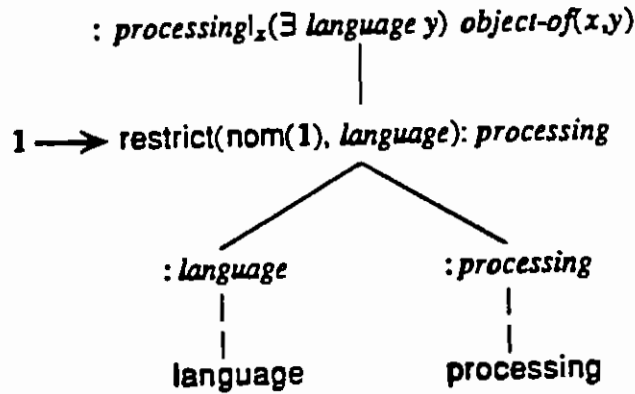 : processing|ₓ(∃ language y) object-of(x,y)
1 restrict(nom(1), language): processing
: language : processing
language processing